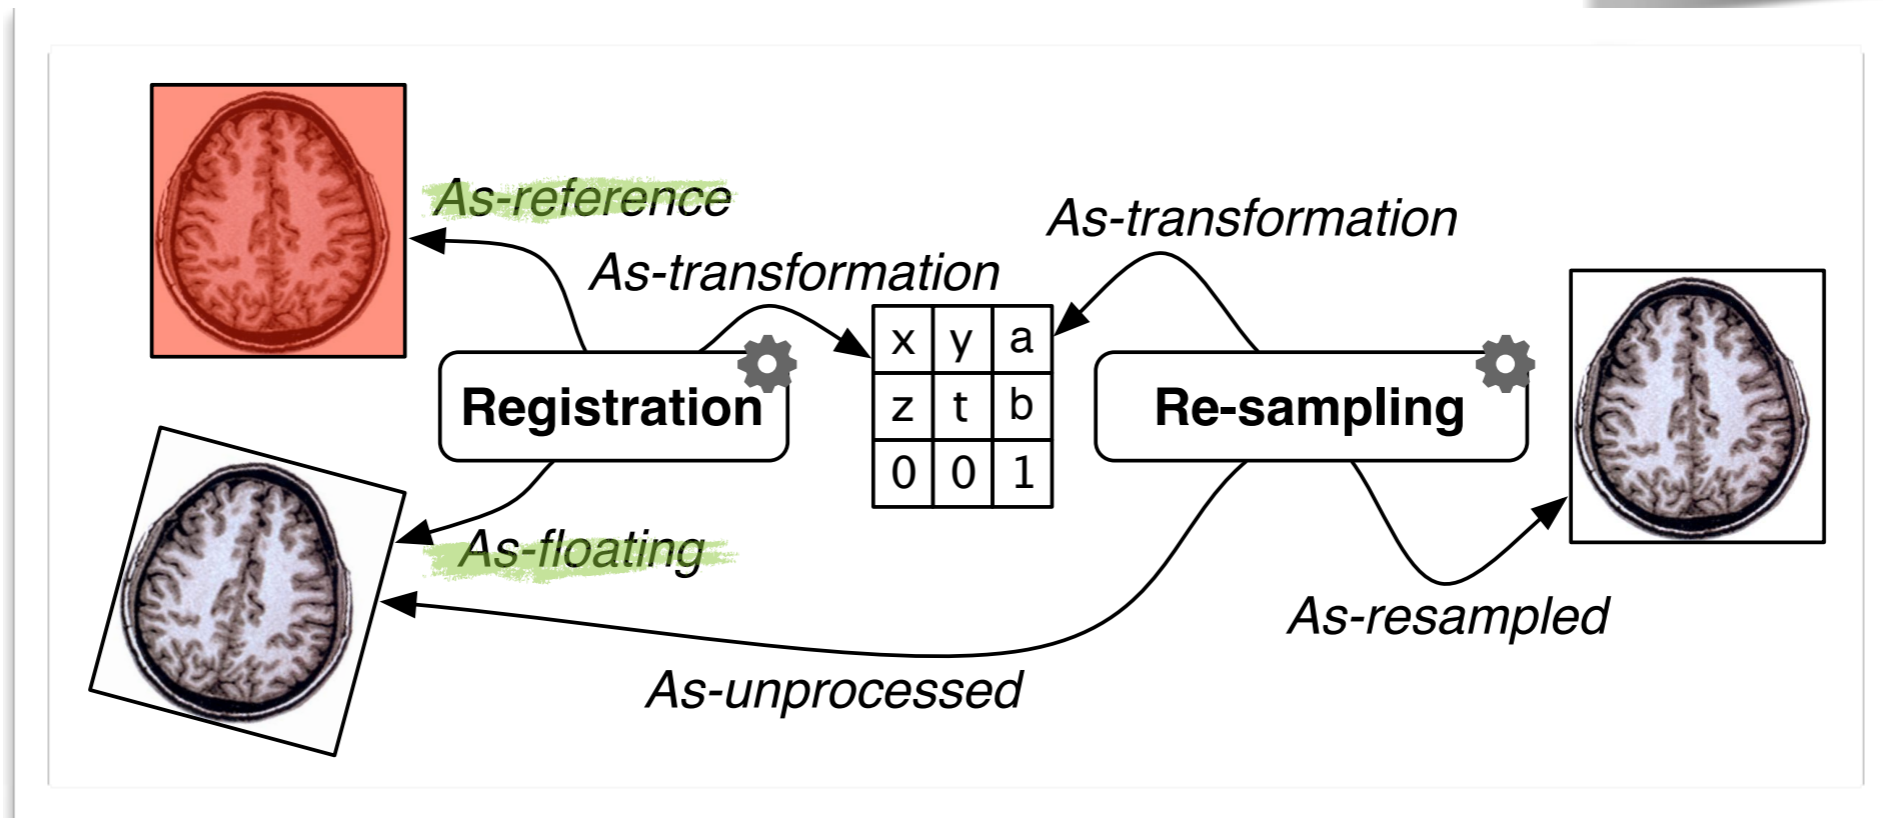 As-reference
As-transformation
As-transformation
x y a
Registration
z t b
Re-sampling
0 0 1
As-floating
As-resampled
As-unprocessed